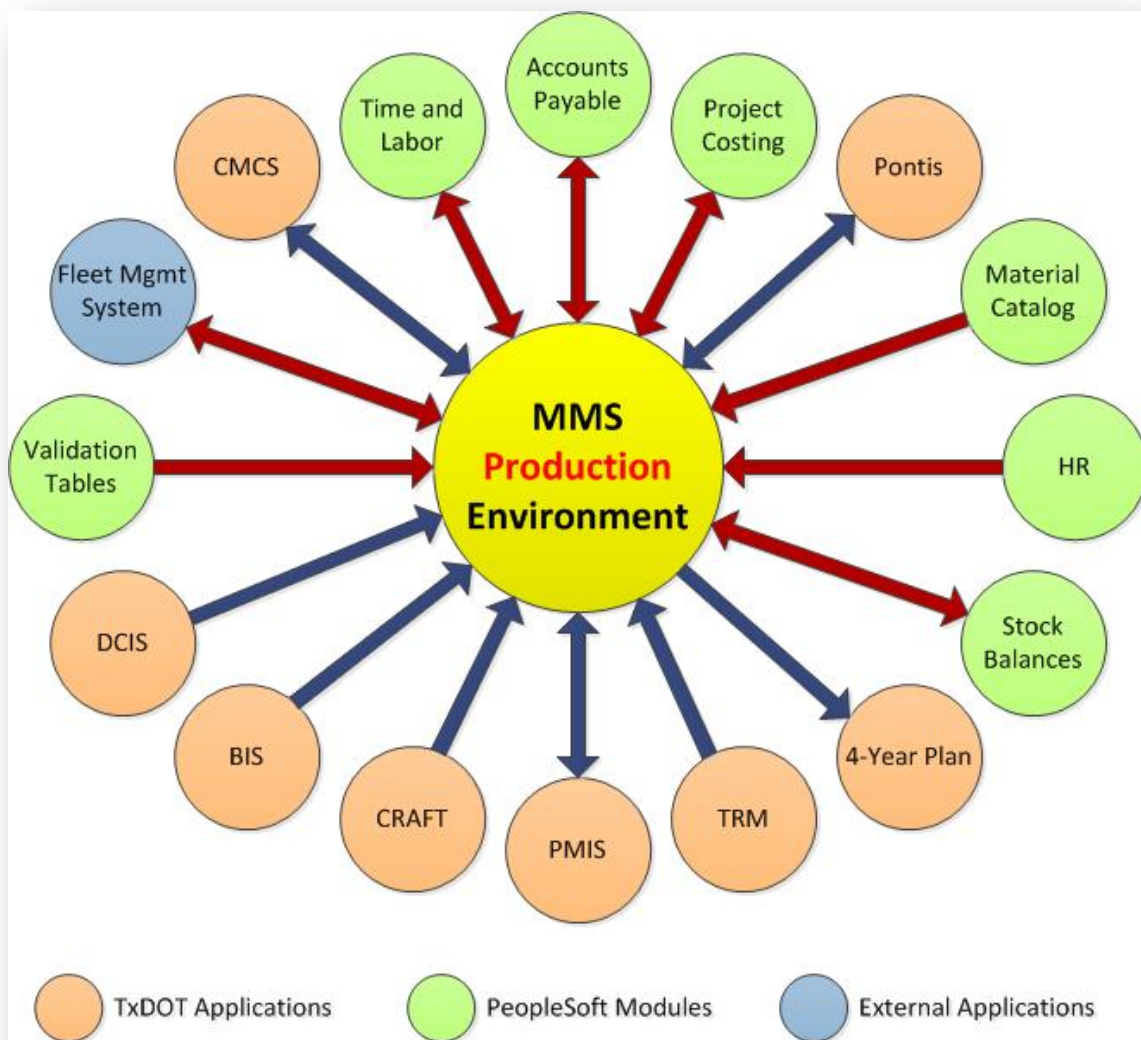 Accounts
Payable
Time and
Labor
Project
Costing
CMCS
Pontis
Fleet Mgmt
System
Material
Catalog
MMS
Production
Environment
Validation
Tables
HR
DCIS
Stock
Balances
BIS
4-Year Plan
CRAFT
PMIS
TRM
TxDOT Applications
PeopleSoft Modules
External Applications